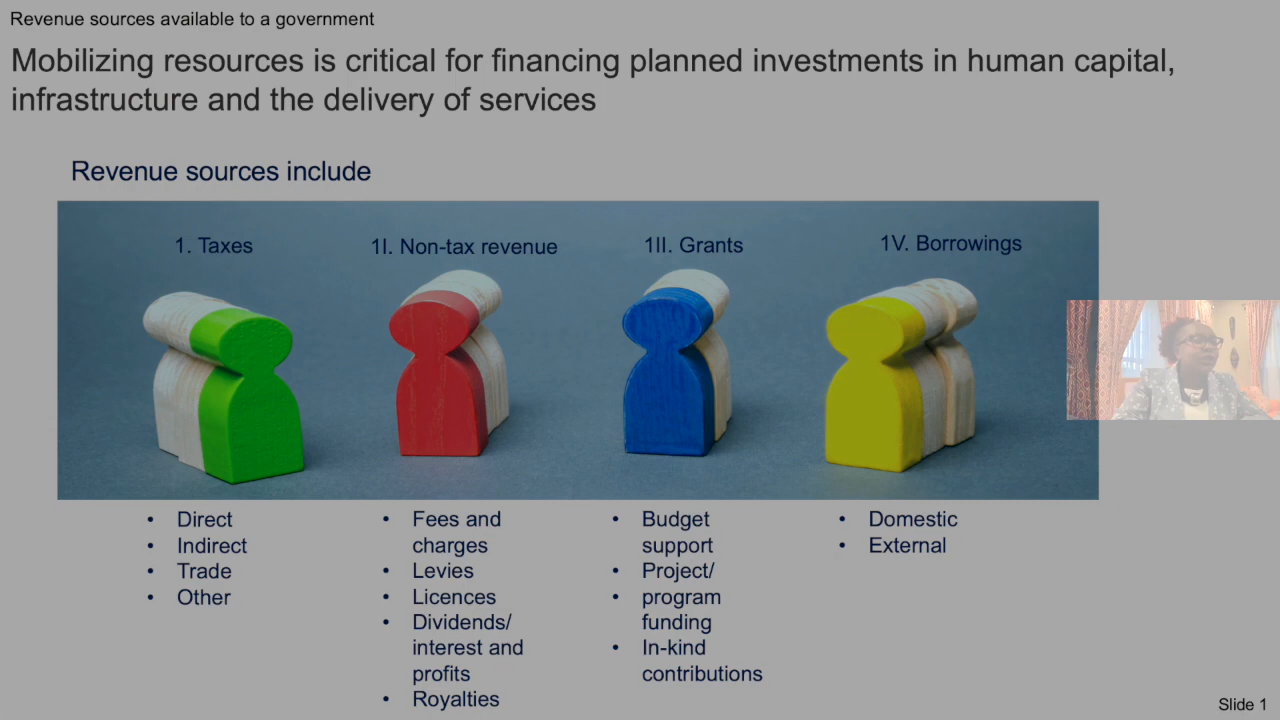 Revenue sources available to a government
Mobilizing resources is critical for financing planned investments in human capital,
infrastructure and the delivery of services
Revenue sources include
1. Taxes
1I. Non-tax revenue
1II. Grants
1V. Borrowings
• Direct
• Indirect
• Trade
• Other
• Fees and
charges
• Levies
• Licences
• Dividends/
interest and
profits
• Royalties
• Budget
support
• Project/
• program
funding
• In-kind
contributions
• Domestic
• External
Slide 1